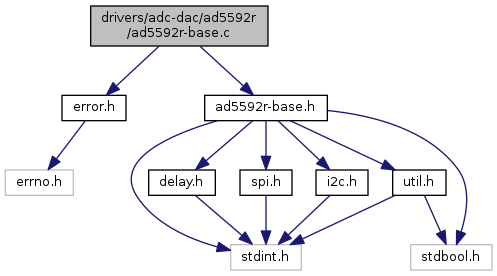 drivers/adc-dac/ad5592r
/ad5592r-base.c
error.h
ad5592r-base.h
errno.h
delay.h
spi.h
i2c.h
util.h
stdint.h
stdbool.h